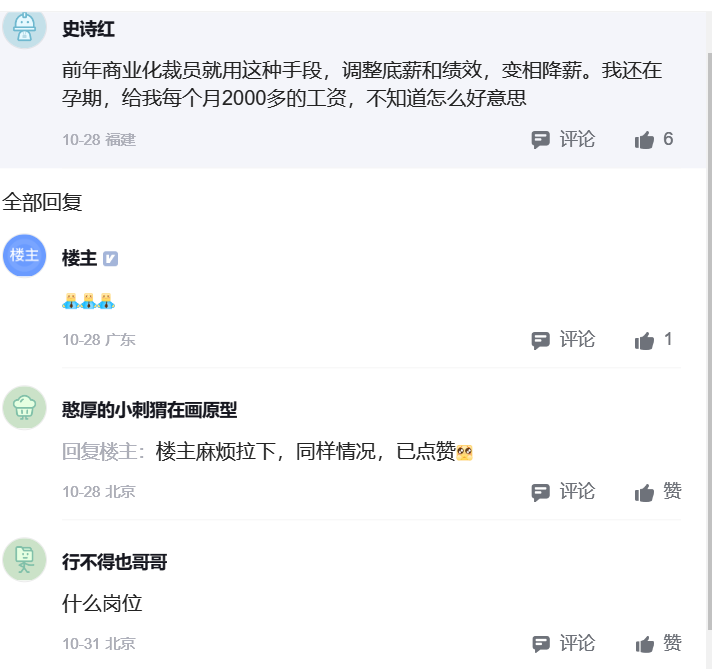 史诗红
前年商业化裁员就用这种手段，调整底薪和绩效，变相降薪。我还在
孕期，给我每个月2000多的工资，不知道怎么好意思
10-28 福建 评论 6
全部回复
楼主 楼主 V
10-28 广东 评论 1
憨厚的小刺猬在画原型
回复楼主：楼主麻烦拉下，同样情况，已点赞🥺
10-28 北京 评论 赞
行不得也哥哥
什么岗位
10-31 北京 评论 赞